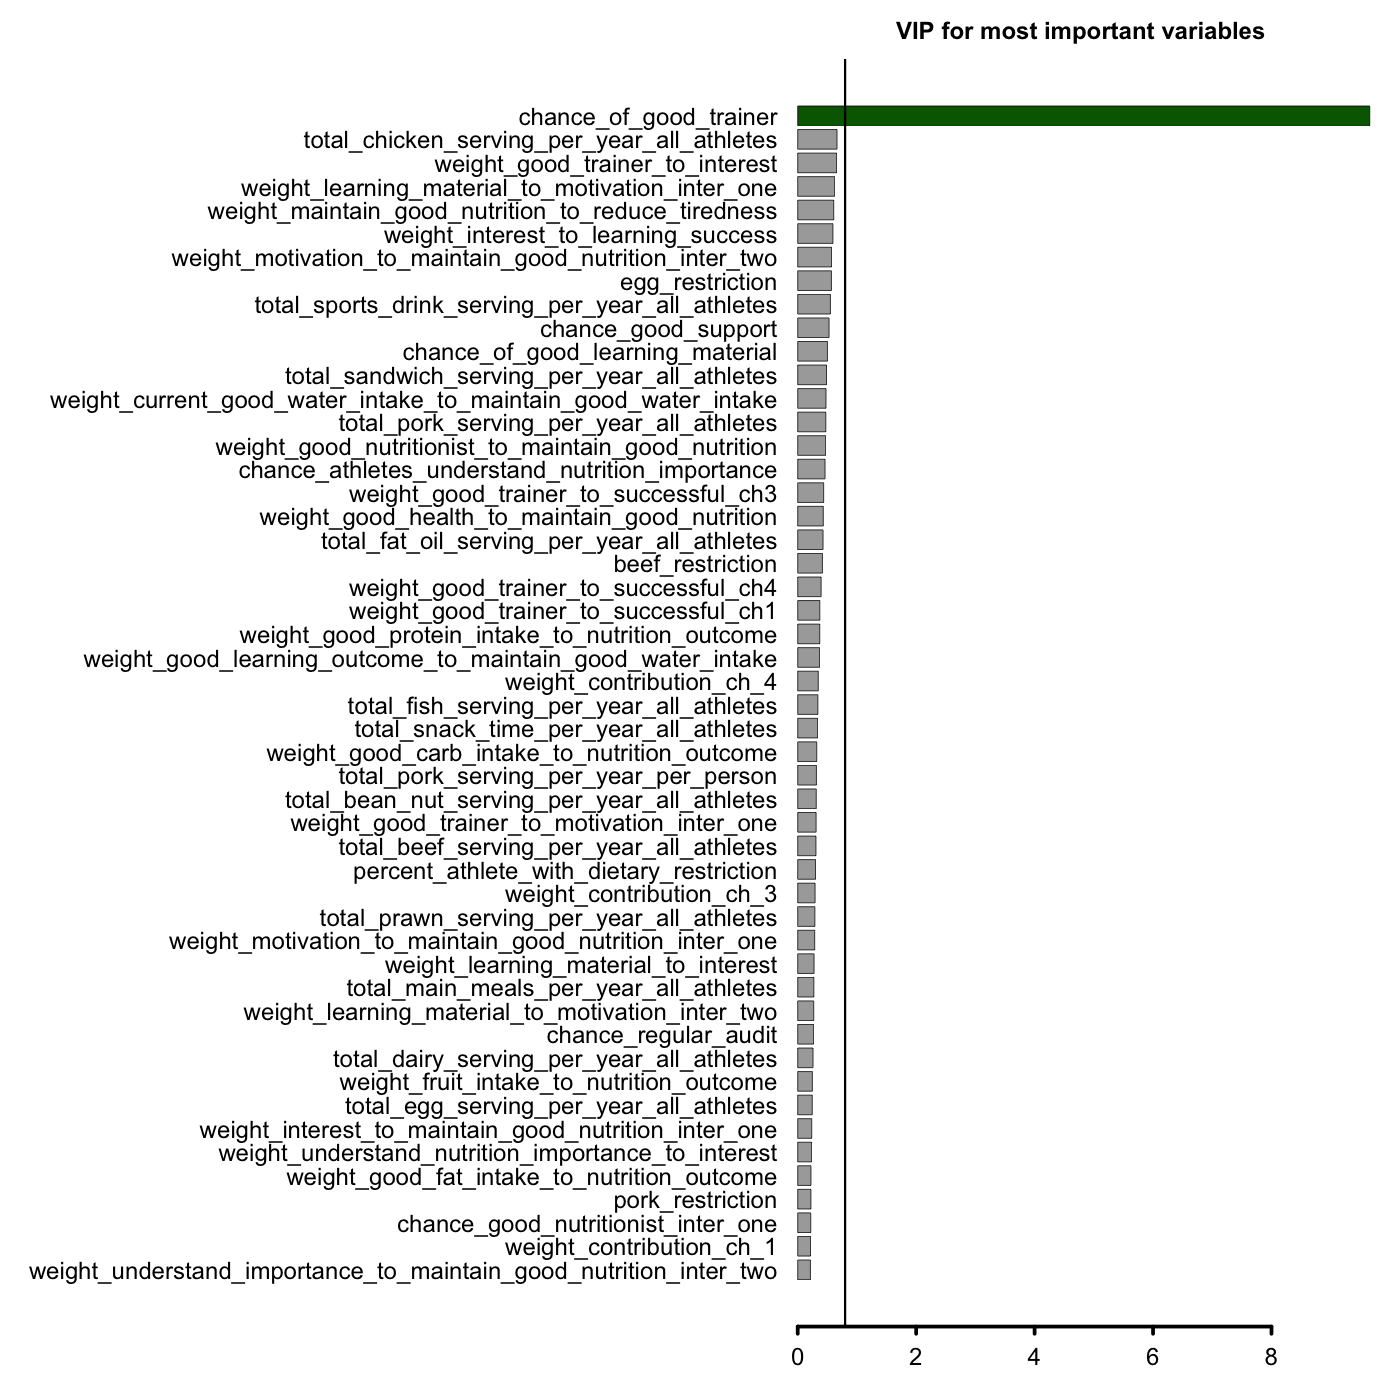 VIP for most important variables
chance_of_good_trainer
total_chicken_serving_per_year_all_athletes
weight_good_trainer_to_interest
weight_learning_material_to_motivation_inter_one
weight_maintain_good_nutrition_to_reduce_tiredness
weight_interest_to_learning_success
weight_motivation_to_maintain_good_nutrition_inter_two
egg_restriction
total_sports_drink_serving_per_year_all_athletes
chance_good_support
chance_of_good_learning_material
total_sandwich_serving_per_year_all_athletes
weight_current_good_water_intake_to_maintain_good_water_intake
total_pork_serving_per_year_all_athletes
weight_good_nutritionist_to_maintain_good_nutrition
chance_athletes_understand_nutrition_importance
weight_good_trainer_to_successful_ch3
weight_good_health_to_maintain_good_nutrition
total_fat_oil_serving_per_year_all_athletes
beef_restriction
weight_good_trainer_to_successful_ch4
weight_good_trainer_to_successful_ch1
weight_good_protein_intake_to_nutrition_outcome
weight_good_learning_outcome_to_maintain_good_water_intake
weight_contribution_ch_4
total_fish_serving_per_year_all_athletes
total_snack_time_per_year_all_athletes
weight_good_carb_intake_to_nutrition_outcome
total_pork_serving_per_year_per_person
total_bean_nut_serving_per_year_all_athletes
weight_good_trainer_to_motivation_inter_one
total_beef_serving_per_year_all_athletes
percent_athlete_with_dietary_restriction
weight_contribution_ch_3
total_prawn_serving_per_year_all_athletes
weight_motivation_to_maintain_good_nutrition_inter_one
weight_learning_material_to_interest
total_main_meals_per_year_all_athletes
weight_learning_material_to_motivation_inter_two
chance_regular_audit
total_dairy_serving_per_year_all_athletes
weight_fruit_intake_to_nutrition_outcome
total_egg_serving_per_year_all_athletes
weight_interest_to_maintain_good_nutrition_inter_one
weight_understand_nutrition_importance_to_interest
weight_good_fat_intake_to_nutrition_outcome
pork_restriction
chance_good_nutritionist_inter_one
weight_contribution_ch_1
weight_understand_importance_to_maintain_good_nutrition_inter_two
0 2 4 6 8